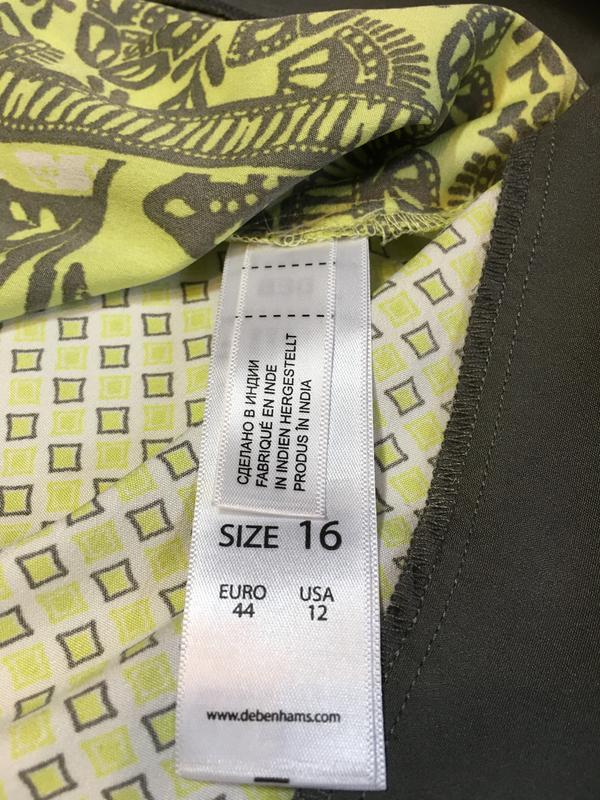 СДЕЛАНО В ИНДИИ
FABRIQUÉ EN INDE
IN INDIEN HERGESTELLT
PRODUS ÎN INDIA
SIZE 16
EURO USA
44 12
www.debenhams.com